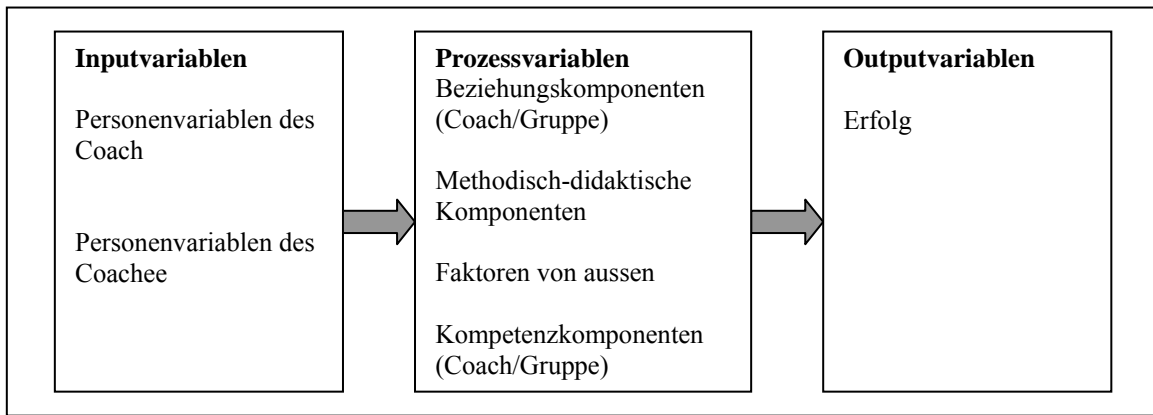 Inputvariablen
Personenvariablen des
Coach
Personenvariablen des
Coachee
Prozessvariablen
Beziehungskomponenten
(Coach/Gruppe)
Methodisch-didaktische
Komponenten
Faktoren von aussen
Kompetenzkomponenten
(Coach/Gruppe)
Outputvariablen
Erfolg